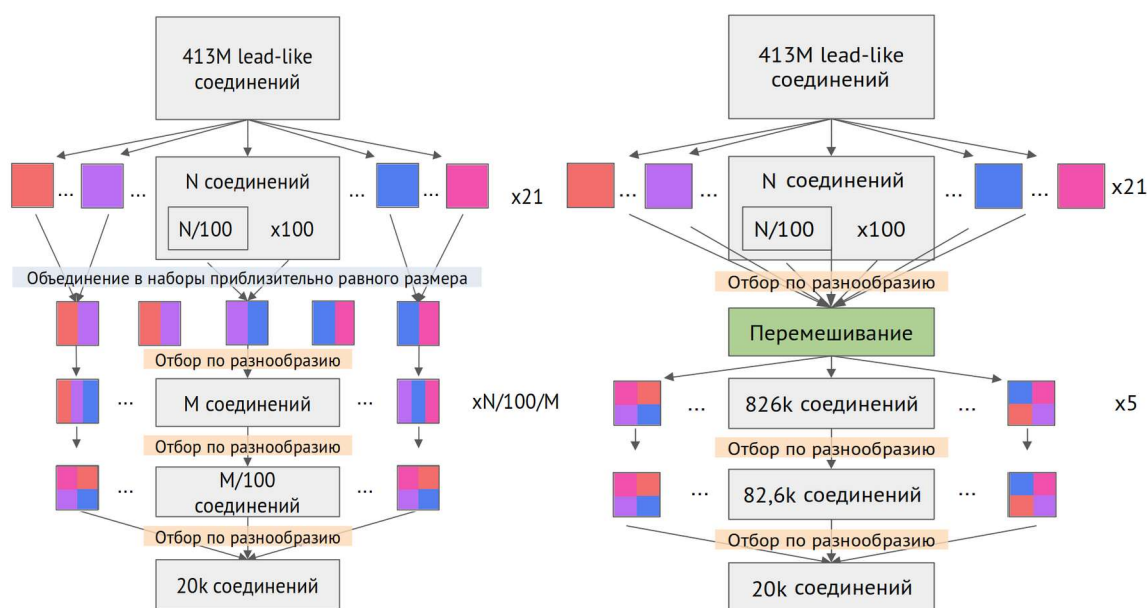 413M lead-like
соединений
... ...
N соединений
N/100 x100
... ...
x21
Объединение в наборы приблизительно равного размера
Отбор по разнообразию
...
M соединений
...
xN/100/M
Отбор по разнообразию
...
M/100
соединений
...
Отбор по разнообразию
20k соединений
413M lead-like
соединений
... ...
N соединений
N/100 x100
... ...
x21
Отбор по разнообразию
Перемешивание
...
826k соединений
...
x5
Отбор по разнообразию
...
82,6k соединений
...
Отбор по разнообразию
20k соединений